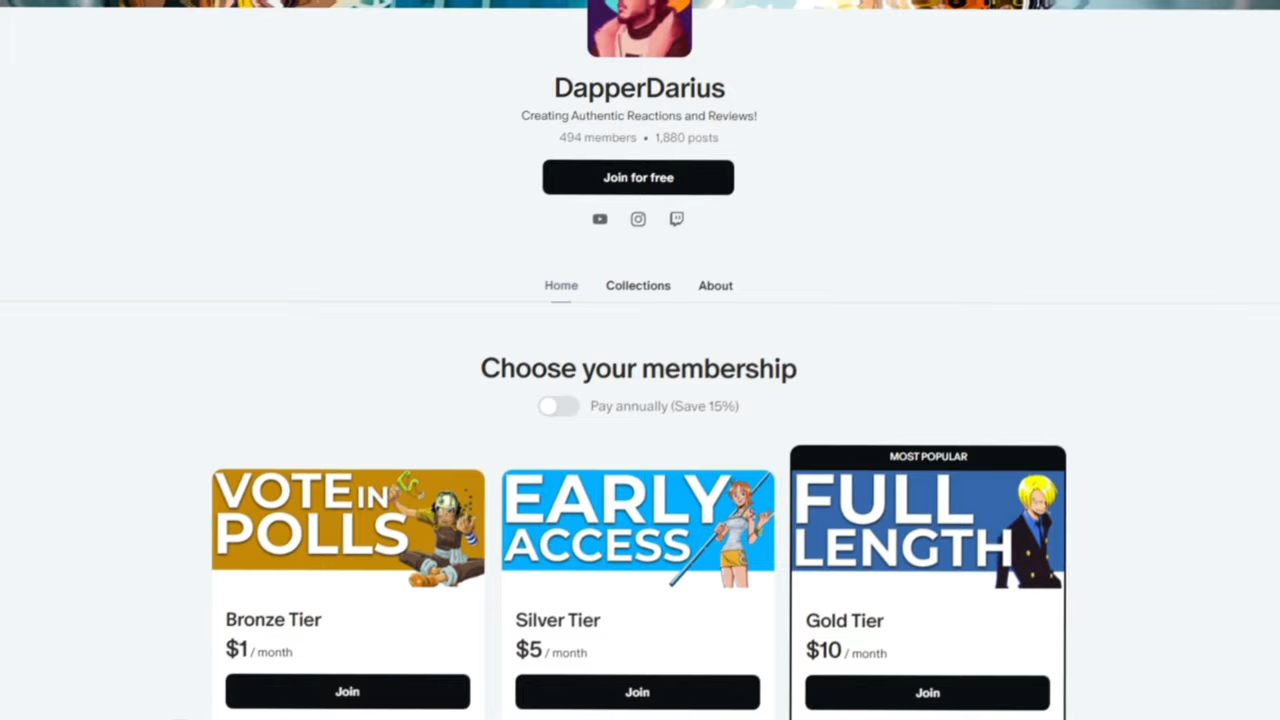 DapperDarius
Creating Authentic Reactions and Reviews!
494 members • 1,880 posts
Join for free
Home Collections About
Choose your membership
Pay annually (Save 15%)
MOST POPULAR
VOTE IN
POLLS
EARLY
ACCESS
FULL
LENGTH
Bronze Tier
$1 / month
Join
Silver Tier
$5 / month
Join
Gold Tier
$10 / month
Join